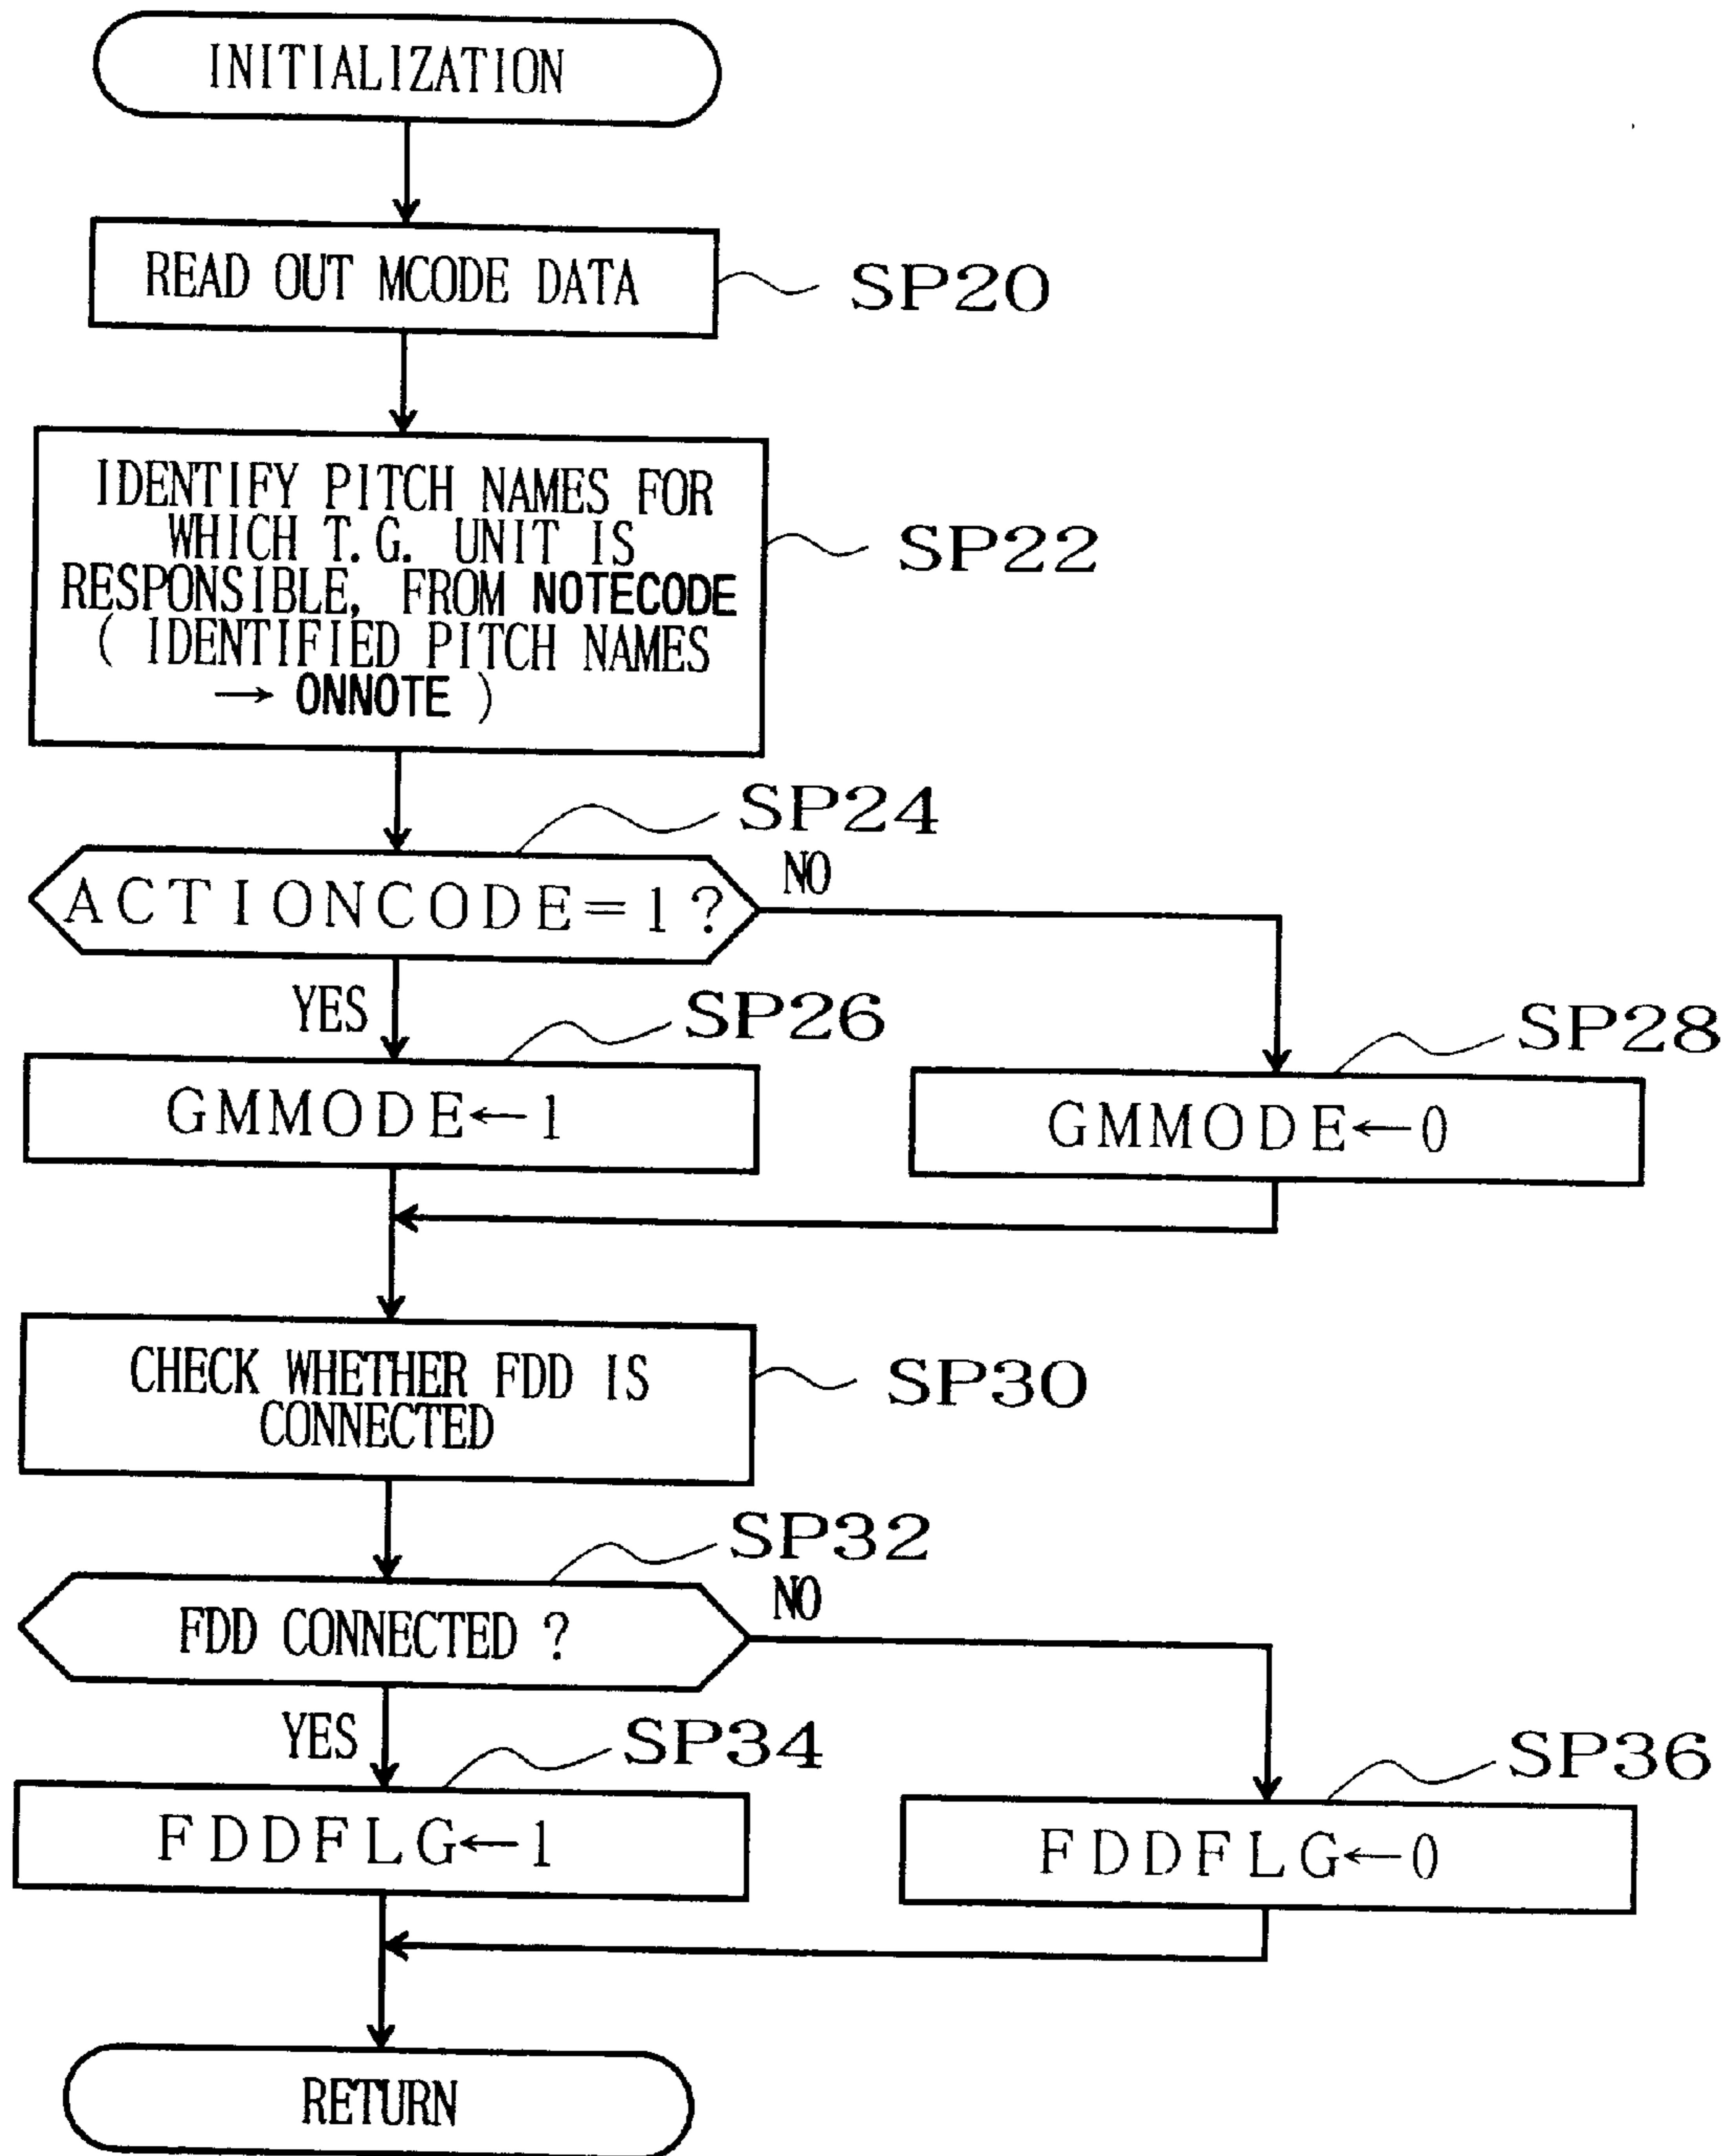 INITIALIZATION
READ OUT MCODE DATA
SP20
IDENTIFY PITCH NAMES FOR
WHICH T.G. UNIT IS
RESPONSIBLE, FROM NOTECODE
( IDENTIFIED PITCH NAMES
→ ONNOTE )
SP22
SP24
ACTIONCODE=1?
NO
YES
SP26
GMMODE←1
SP28
GMMODE←0
CHECK WHETHER FDD IS
CONNECTED
SP30
SP32
FDD CONNECTED ?
NO
YES
SP34
FDDFLG←1
SP36
FDDFLG←0
RETURN